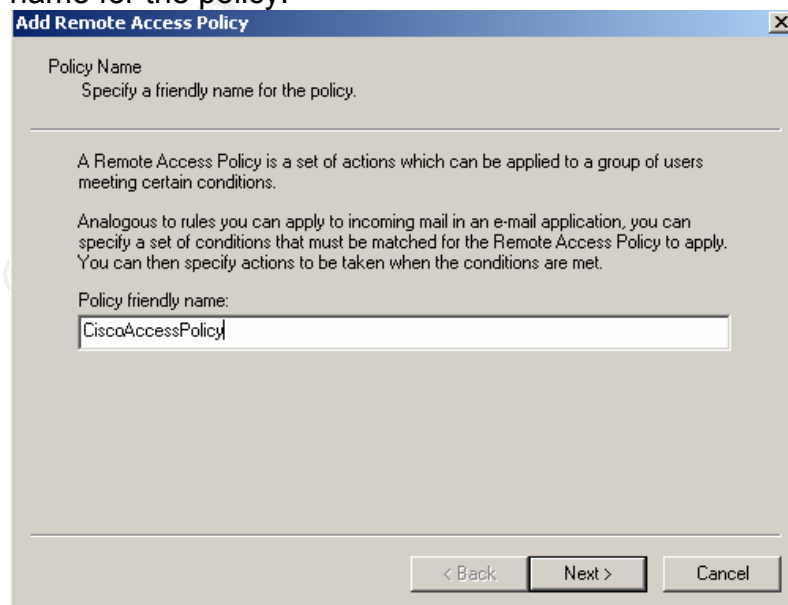 name for the policy.
Add Remote Access Policy
Policy Name
Specify a friendly name for the policy.
A Remote Access Policy is a set of actions which can be applied to a group of users
meeting certain conditions.
Analogous to rules you can apply to incoming mail in an e-mail application, you can
specify a set of conditions that must be matched for the Remote Access Policy to apply.
You can then specify actions to be taken when the conditions are met.
Policy friendly name:
CiscoAccessPolicy
< Back Next > Cancel